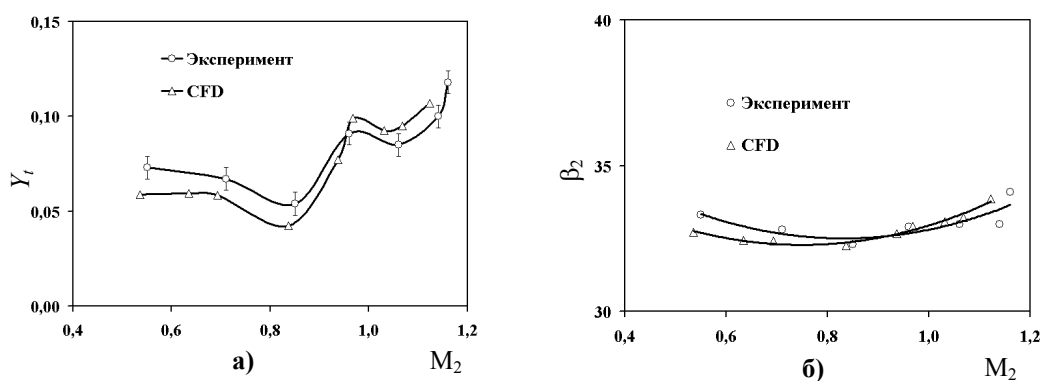 0,15
0,10
0,05
0,00
Y_t
Эксперимент
CFD
0,4 0,6 0,8 1,0 1,2
а) M₂
40
35
30
β₂
Эксперимент
CFD
0,4 0,6 0,8 1,0 1,2
б) M₂